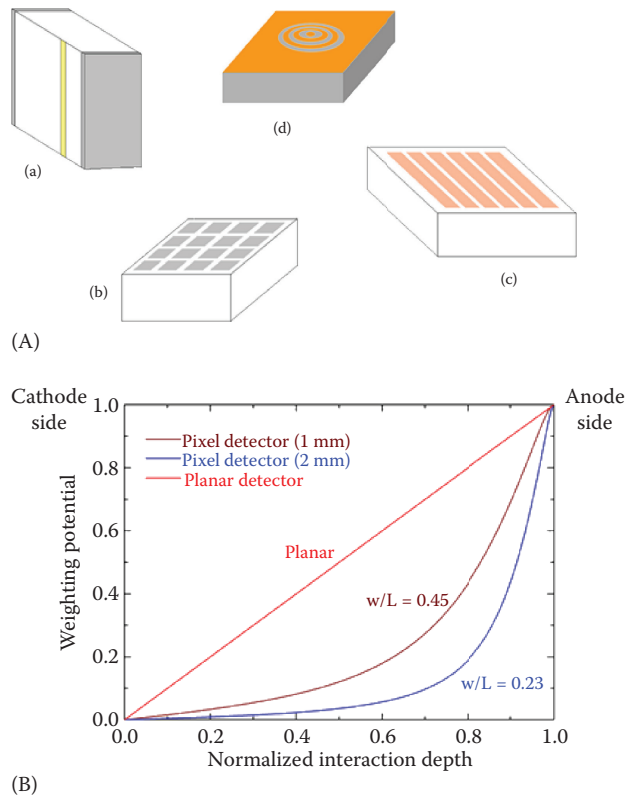 (a)
(d)
(b)
(c)
(A)
Cathode side
Anode side
1.0
0.8
0.6
0.4
0.2
0.0
Weighting potential
Pixel detector (1 mm)
Pixel detector (2 mm)
Planar detector
Planar
w/L = 0.45
w/L = 0.23
0.0 0.2 0.4 0.6 0.8 1.0
Normalized interaction depth
(B)